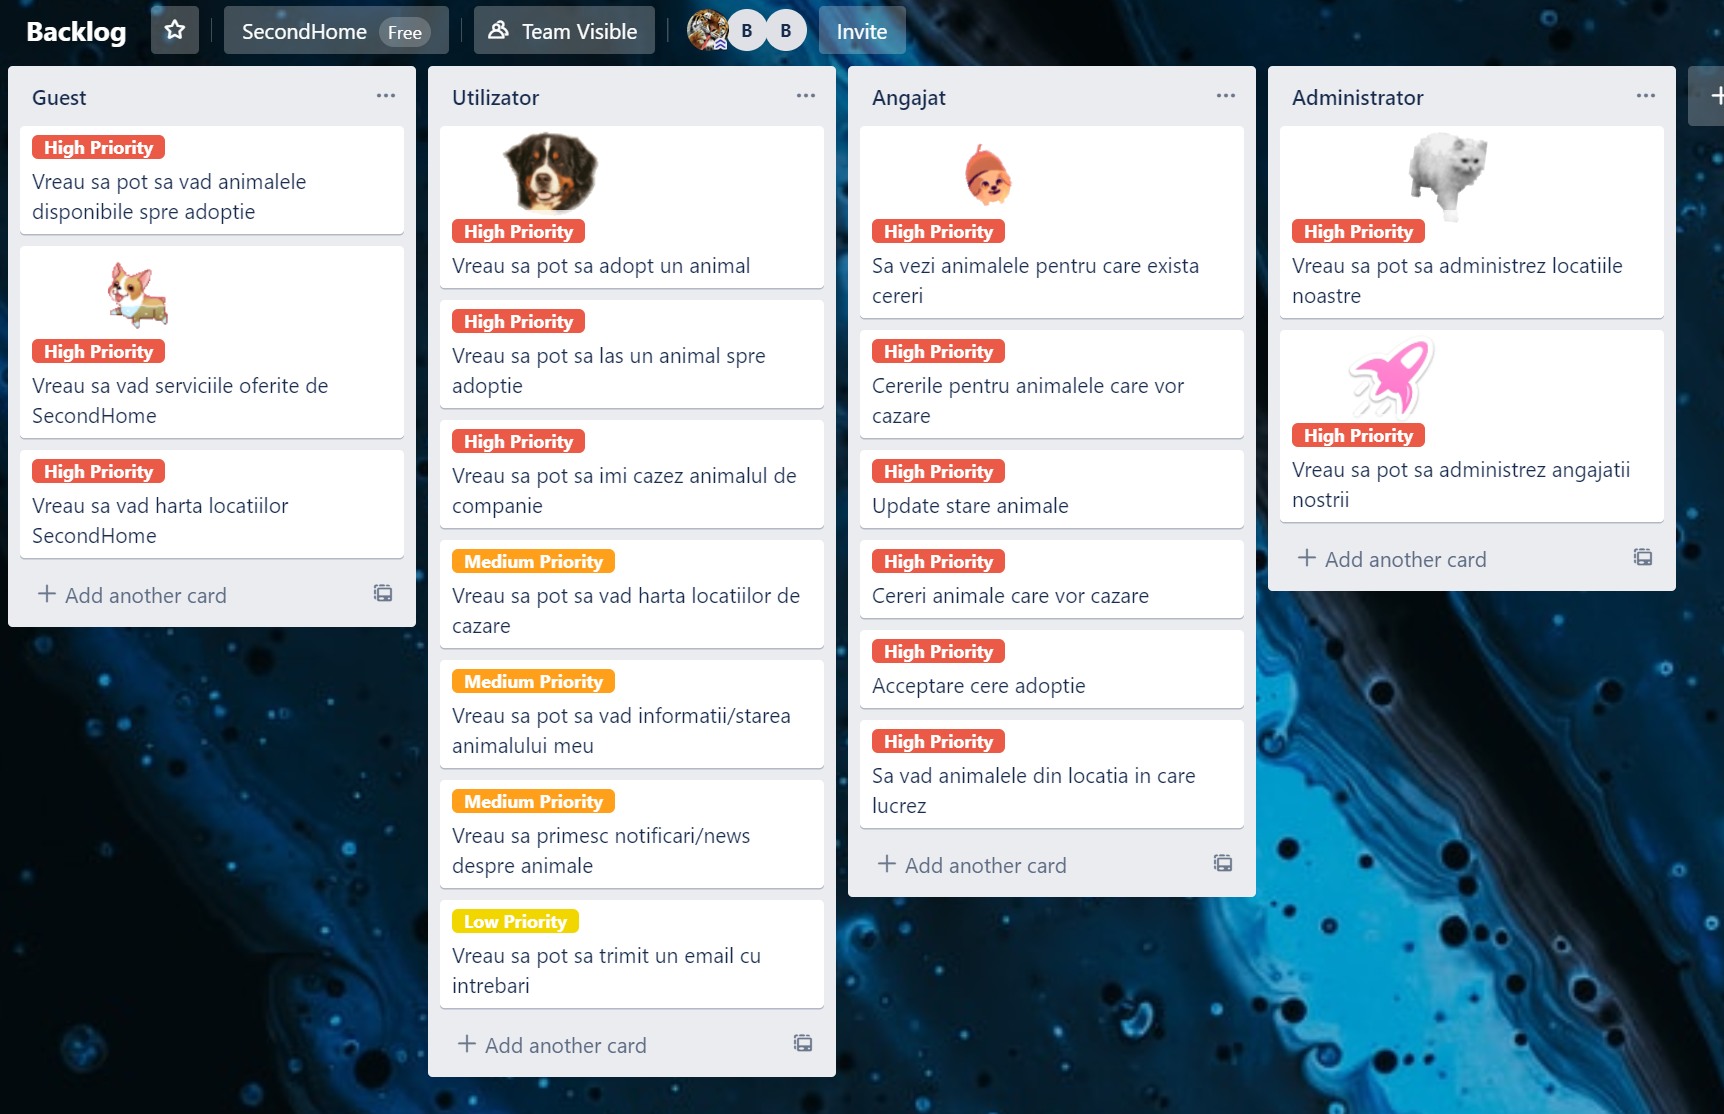 Backlog
SecondHome Free
Team Visible
B
B
Invite
Guest
High Priority
Vreau sa pot sa vad animalele
disponibile spre adoptie
High Priority
Vreau sa vad serviciile oferite de
SecondHome
High Priority
Vreau sa vad harta locatiilor
SecondHome
Add another card
Utilizator
High Priority
Vreau sa pot sa adopt un animal
High Priority
Vreau sa pot sa las un animal spre
adoptie
High Priority
Vreau sa pot sa imi cazez animalul de
companie
Medium Priority
Vreau sa pot sa vad harta locatiilor de
cazare
Medium Priority
Vreau sa pot sa vad informatii/starea
animalului meu
Medium Priority
Vreau sa primesc notificari/news
despre animale
Low Priority
Vreau sa pot sa trimit un email cu
intrebari
Add another card
Angajat
High Priority
Sa vezi animalele pentru care exista
cereri
High Priority
Cererile pentru animalele care vor
cazare
High Priority
Update stare animale
High Priority
Cereri animale care vor cazare
High Priority
Acceptare cere adoptie
High Priority
Sa vad animalele din locatia in care
lucrez
Add another card
Administrator
High Priority
Vreau sa pot sa administrez locatiile
noastre
High Priority
Vreau sa pot sa administrez angajatii
nostrii
Add another card